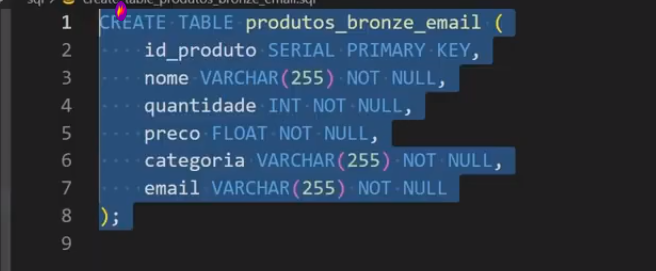 sql > create_table_produtos_bronze_email.sql
1 CREATE TABLE produtos_bronze_email (
2 id_produto SERIAL PRIMARY KEY,
3 nome VARCHAR(255) NOT NULL,
4 quantidade INT NOT NULL,
5 preco FLOAT NOT NULL,
6 categoria VARCHAR(255) NOT NULL,
7 email VARCHAR(255) NOT NULL
8 );
9